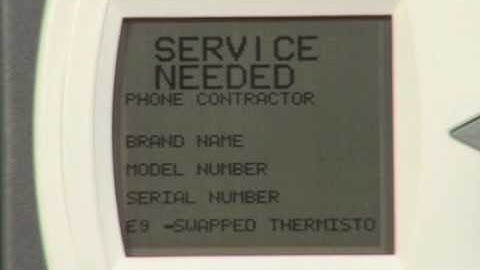 SERVICE
NEEDED
PHONE CONTRACTOR
BRAND NAME
MODEL NUMBER
SERIAL NUMBER
E9 -SWAPPED THERMISTO